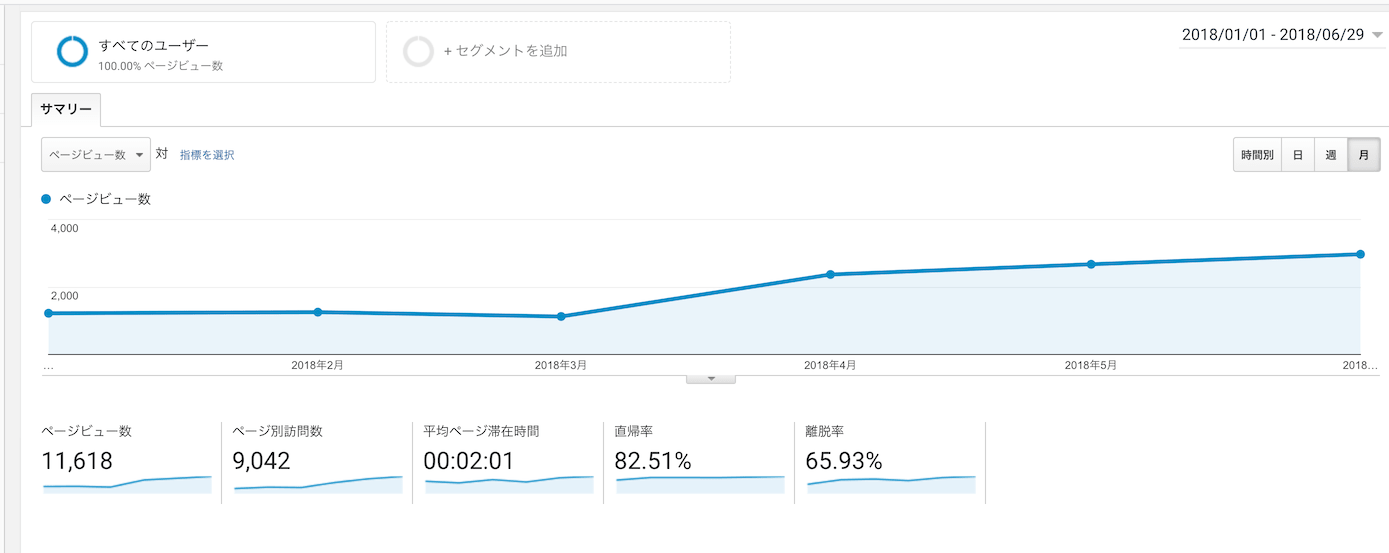 すべてのユーザー
100.00% ページビュー数
+ セグメントを追加
2018/01/01 - 2018/06/29
サマリー
ページビュー数 対 指標を選択
時間別 日 週 月
ページビュー数
4,000
2,000
… 2018年2月 2018年3月 2018年4月 2018年5月 2018…
ページビュー数 ページ別訪問数 平均ページ滞在時間 直帰率 離脱率
11,618 9,042 00:02:01 82.51% 65.93%